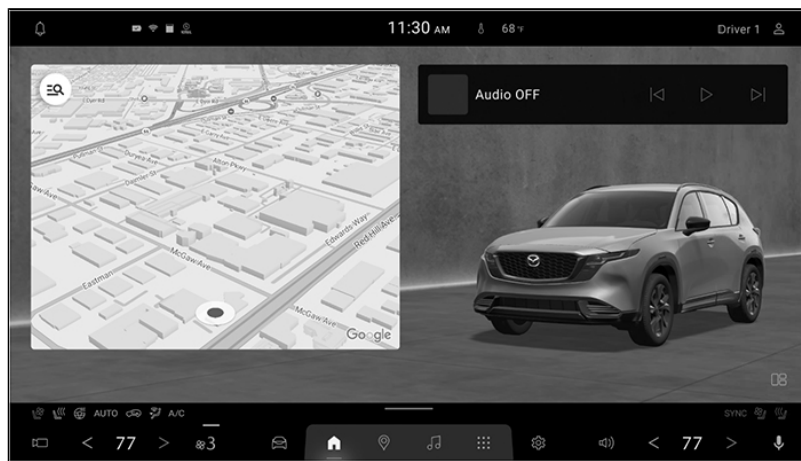 11:30 AM
68°F
Driver 1
Audio OFF
Alton Pkwy
McGaw Ave
Edwards Way
Red Hill Ave
Eastman
McGaw Ave
Google
AUTO
A/C
SYNC
< 77 >
3
< 77 >